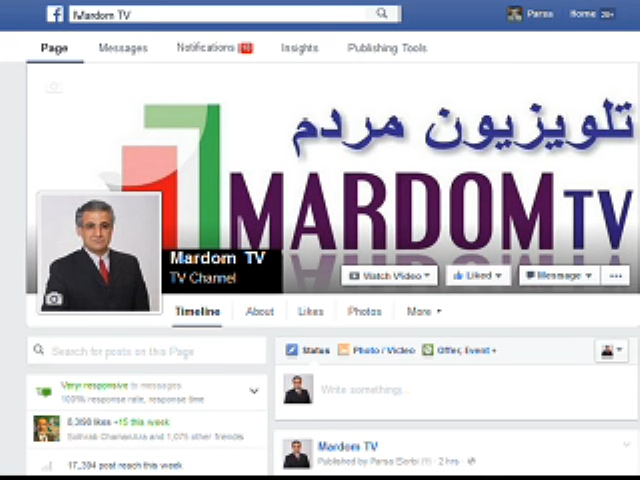 Mardom TV
Parsa Home 20+
Page Messages Notifications Insights Publishing Tools
تلویزیون مردم
MARDOM TV
Mardom TV
TV Channel
Watch Video Liked Message ...
Timeline About Likes Photos More
Search for posts on this Page
Status Photo / Video Offer, Event +
Very responsive to messages
100% response rate, response time
Write something...
likes +15 this week
and 1,075 other friends
Mardom TV
17,394 post reach this week
Published by Parsa 2 hrs